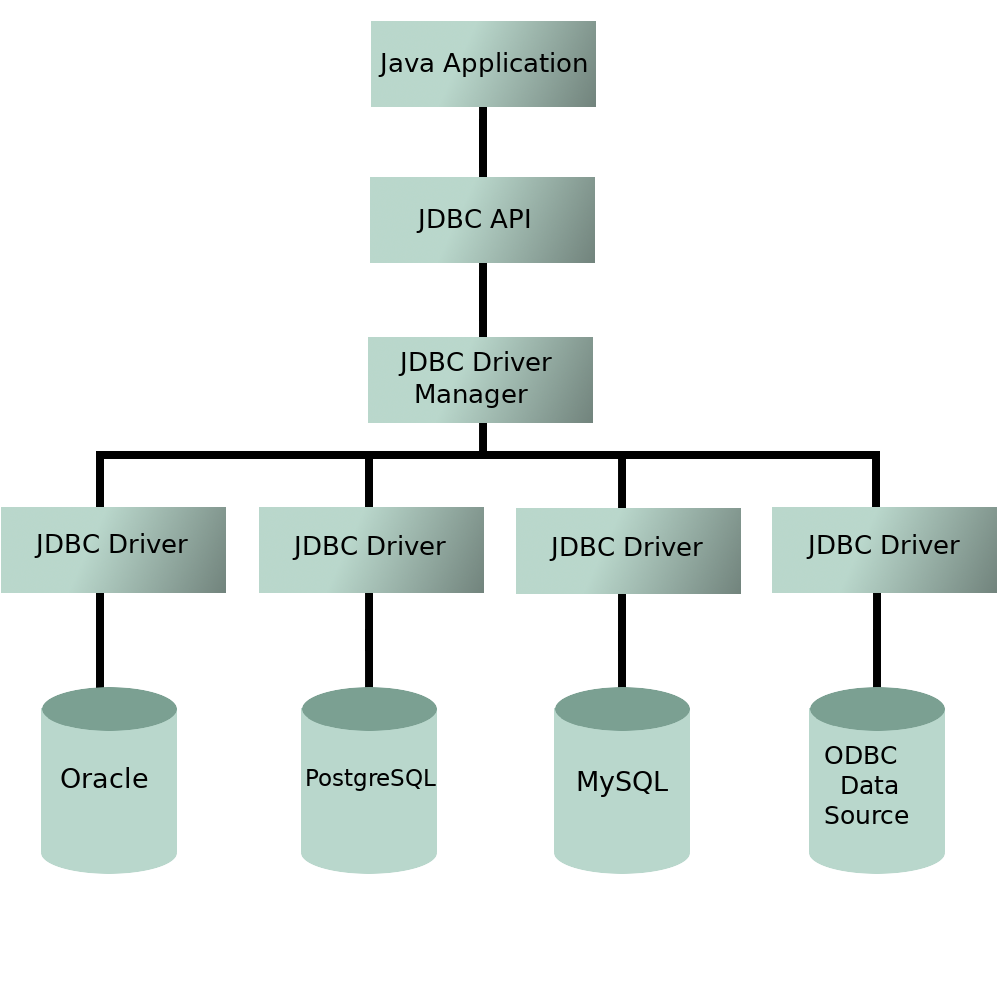 Java Application
JDBC API
JDBC Driver
Manager
JDBC Driver
JDBC Driver
JDBC Driver
JDBC Driver
Oracle
PostgreSQL
MySQL
ODBC
Data
Source